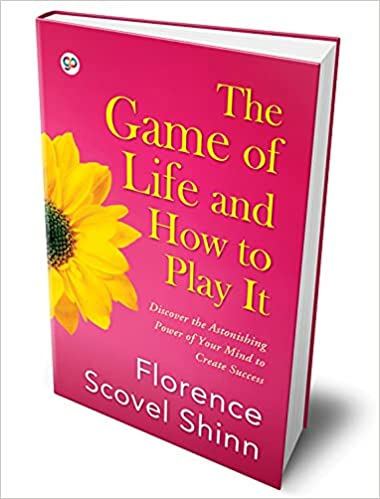 gp
The
Game of
Life and
How to
Play It
Discover the Astonishing
Power of Your Mind to
Create Success
Florence
Scovel Shinn